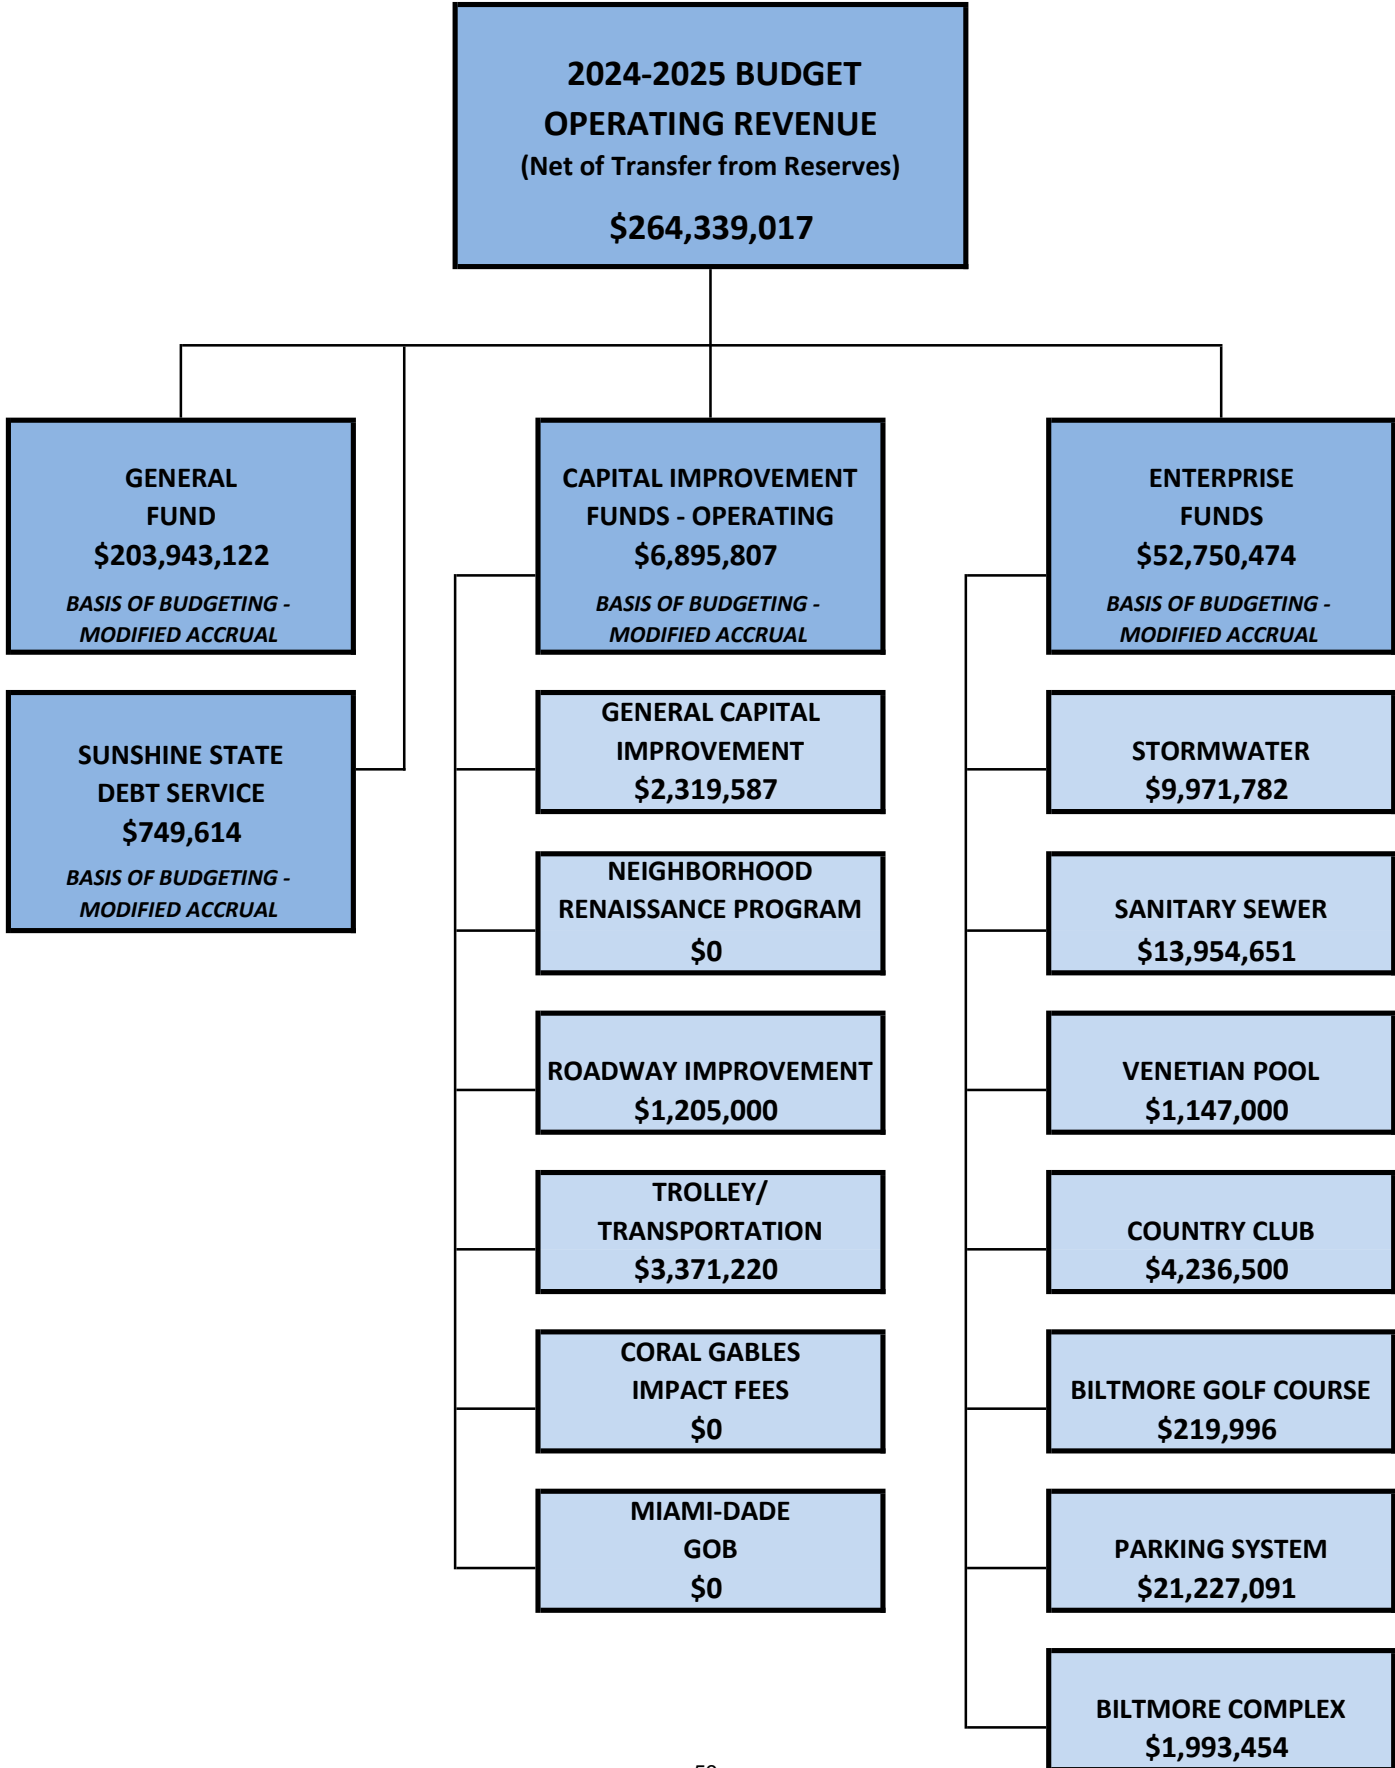 2024-2025 BUDGET
OPERATING REVENUE
(Net of Transfer from Reserves)
$264,339,017
GENERAL
FUND
$203,943,122
BASIS OF BUDGETING -
MODIFIED ACCRUAL
SUNSHINE STATE
DEBT SERVICE
$749,614
BASIS OF BUDGETING -
MODIFIED ACCRUAL
CAPITAL IMPROVEMENT
FUNDS - OPERATING
$6,895,807
BASIS OF BUDGETING -
MODIFIED ACCRUAL
GENERAL CAPITAL
IMPROVEMENT
$2,319,587
NEIGHBORHOOD
RENAISSANCE PROGRAM
$0
ROADWAY IMPROVEMENT
$1,205,000
TROLLEY/
TRANSPORTATION
$3,371,220
CORAL GABLES
IMPACT FEES
$0
MIAMI-DADE
GOB
$0
ENTERPRISE
FUNDS
$52,750,474
BASIS OF BUDGETING -
MODIFIED ACCRUAL
STORMWATER
$9,971,782
SANITARY SEWER
$13,954,651
VENETIAN POOL
$1,147,000
COUNTRY CLUB
$4,236,500
BILTMORE GOLF COURSE
$219,996
PARKING SYSTEM
$21,227,091
BILTMORE COMPLEX
$1,993,454